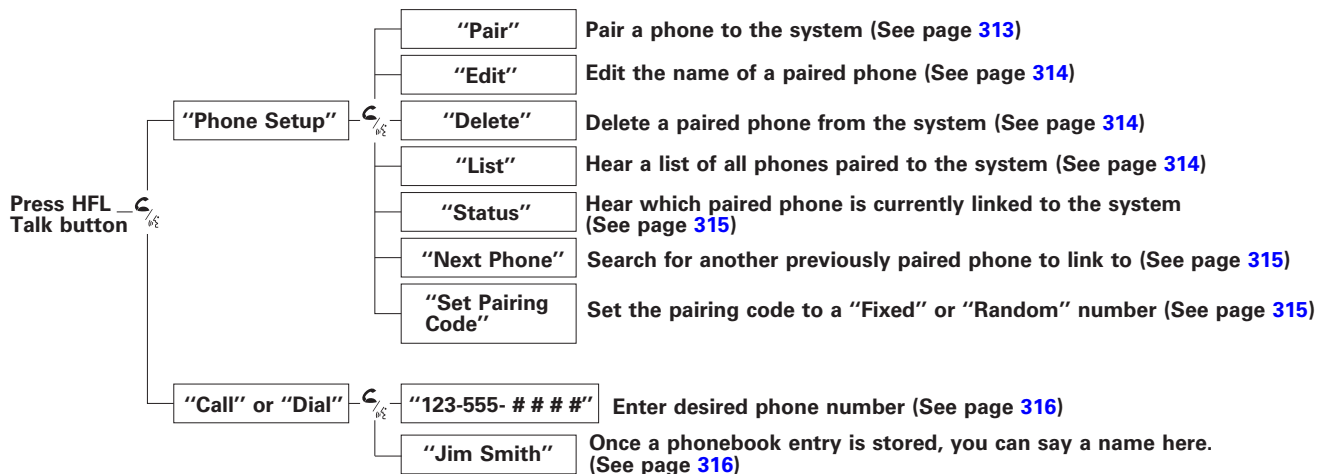 "Pair" Pair a phone to the system (See page 313)
"Edit" Edit the name of a paired phone (See page 314)
"Phone Setup" "Delete" Delete a paired phone from the system (See page 314)
"List" Hear a list of all phones paired to the system (See page 314)
Press HFL
Talk button
"Status" Hear which paired phone is currently linked to the system
(See page 315)
"Next Phone" Search for another previously paired phone to link to (See page 315)
"Set Pairing
Code" Set the pairing code to a "Fixed" or "Random" number (See page 315)
"Call" or "Dial" "123-555- # # # #" Enter desired phone number (See page 316)
"Jim Smith" Once a phonebook entry is stored, you can say a name here.
(See page 316)